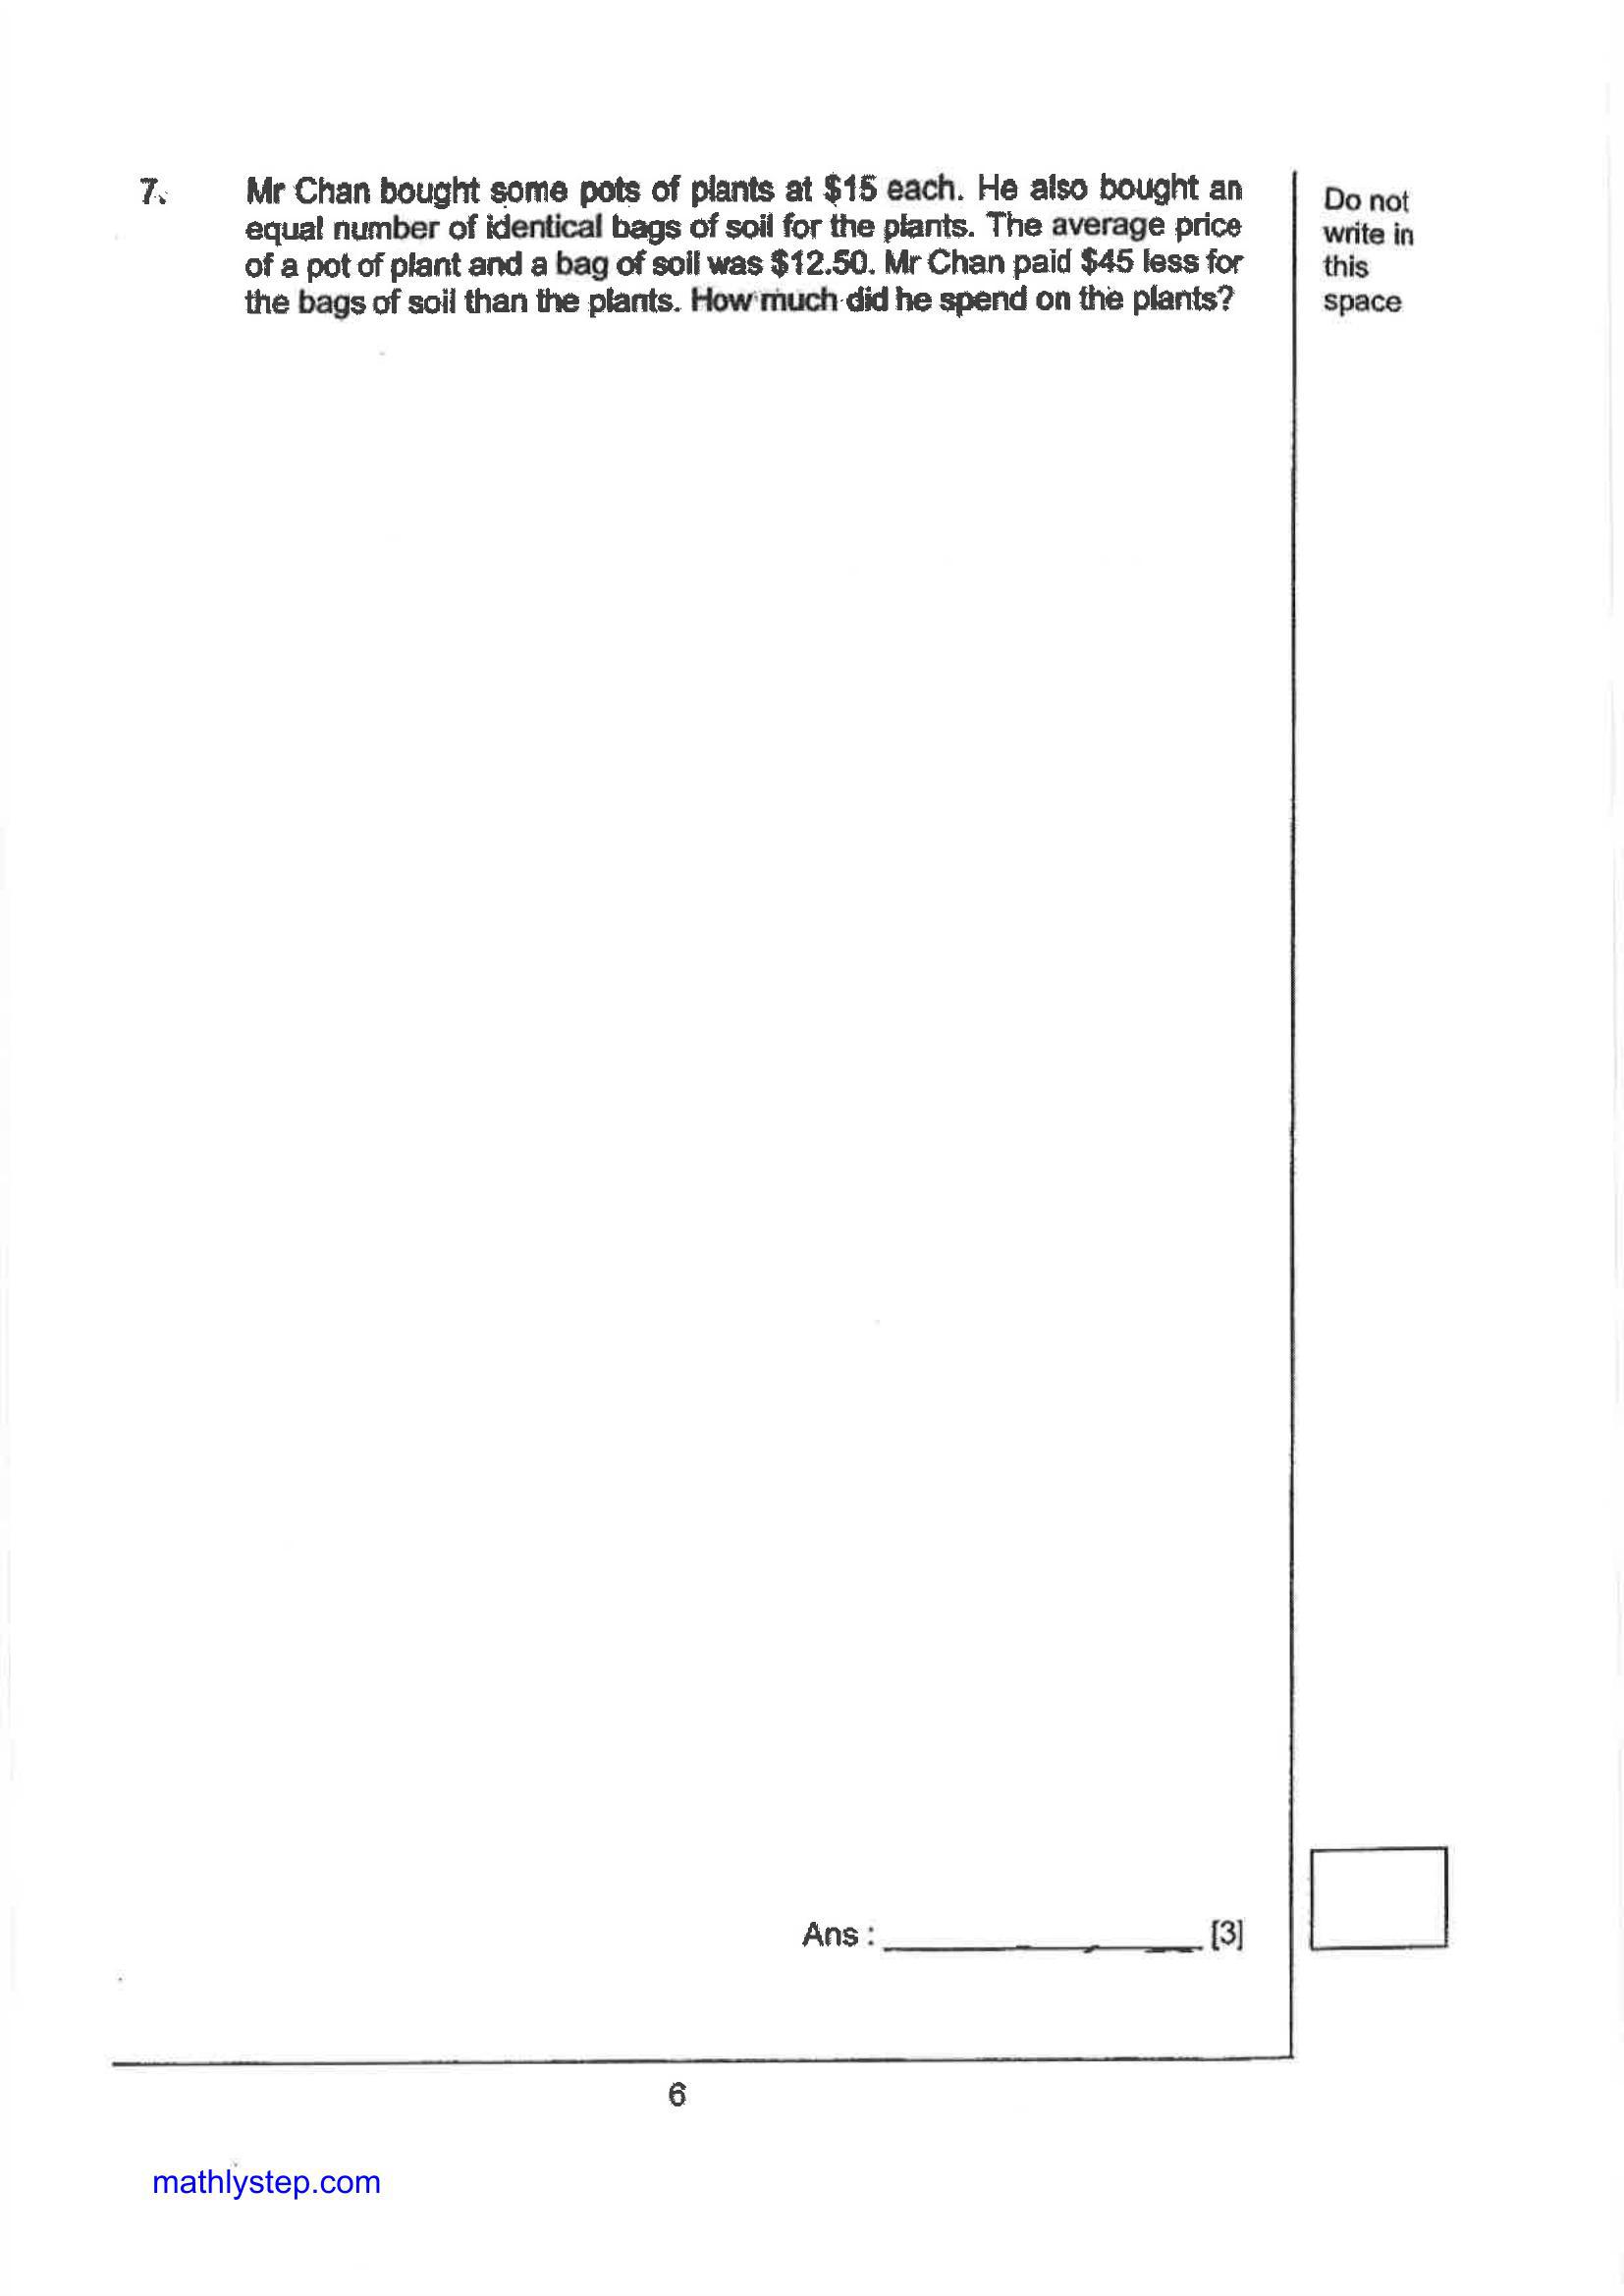 7. Mr Chan bought some pots of plants at $15 each. He also bought an
equal number of identical bags of soil for the plants. The average price
of a pot of plant and a bag of soil was $12.50. Mr Chan paid $45 less for
the bags of soil than the plants. How much did he spend on the plants?
Do not
write in
this
space
Ans : [3]
6
mathlystep.com